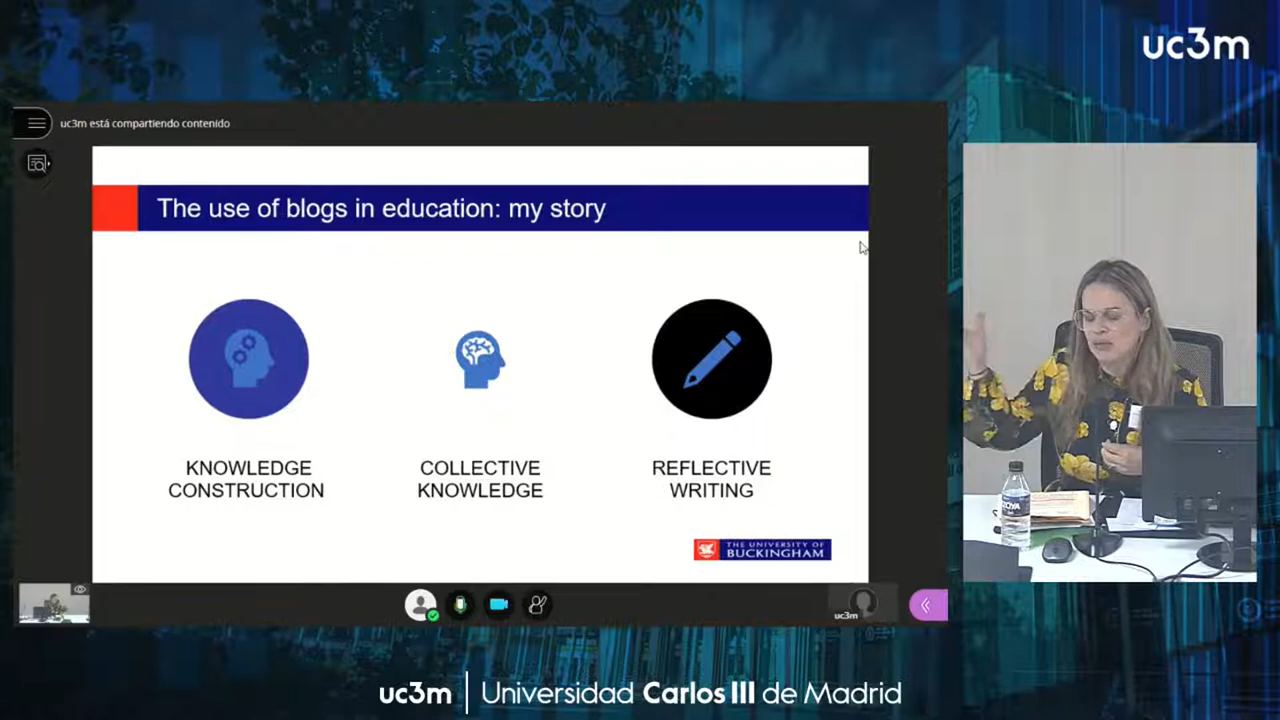 uc3m
uc3m está compartiendo contenido
The use of blogs in education: my story
KNOWLEDGE
CONSTRUCTION
COLLECTIVE
KNOWLEDGE
REFLECTIVE
WRITING
THE UNIVERSITY OF
BUCKINGHAM
uc3m
uc3m | Universidad Carlos III de Madrid